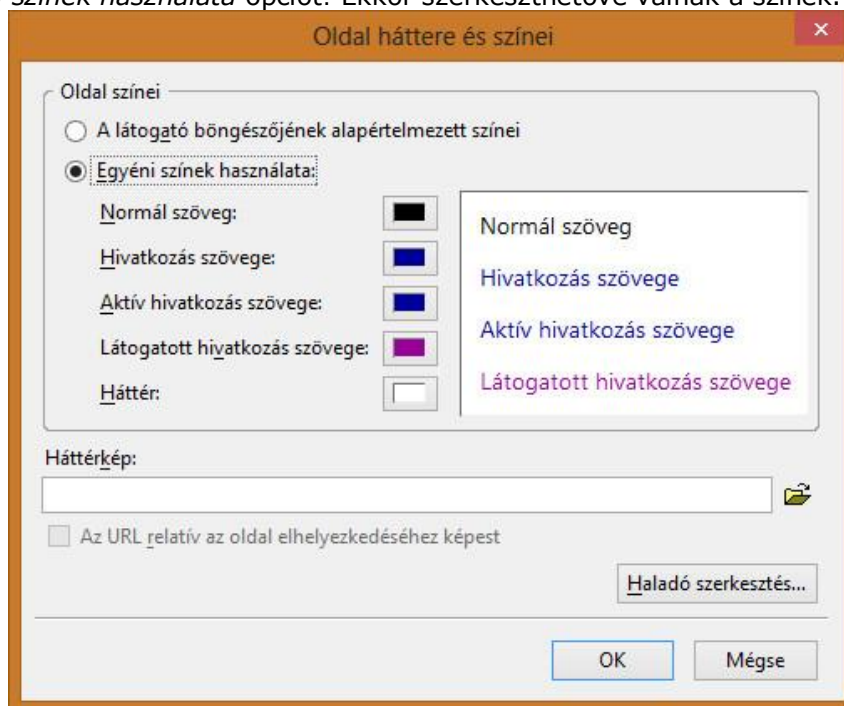 színek használata opciót! Ekkor szerkeszthetővé válnak a színek.
Oldal háttere és színei
Oldal színei
A látogató böngészőjének alapértelmezett színei
Egyéni színek használata:
Normál szöveg:
Hivatkozás szövege:
Aktív hivatkozás szövege:
Látogatott hivatkozás szövege:
Háttér:
Normál szöveg
Hivatkozás szövege
Aktív hivatkozás szövege
Látogatott hivatkozás szövege
Háttérkép:
Az URL relatív az oldal elhelyezkedéséhez képest
Haladó szerkesztés...
OK
Mégse